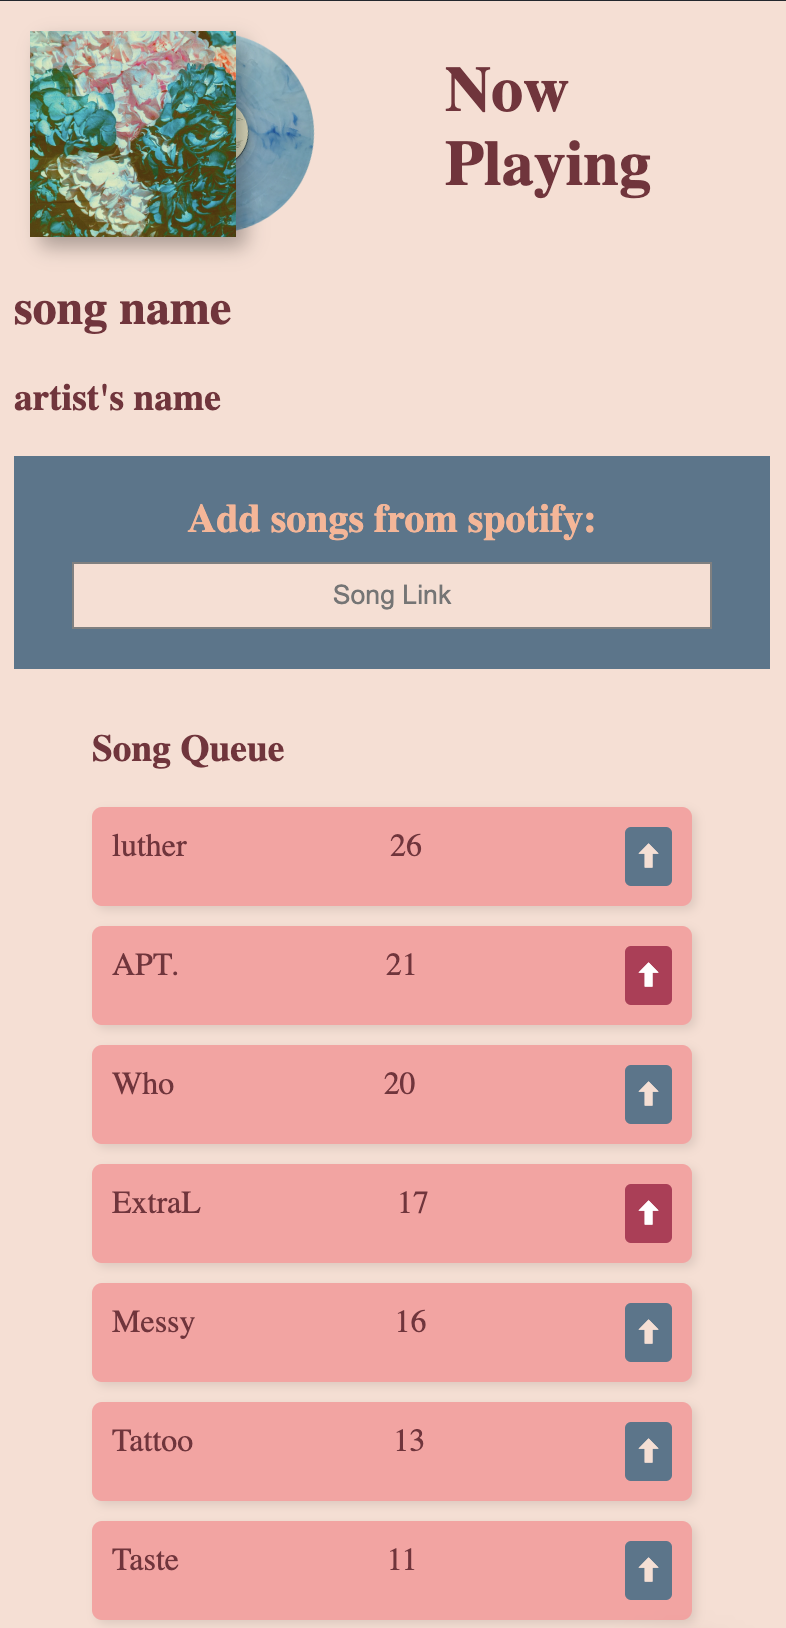 Now
Playing
song name
artist's name
Add songs from spotify:
Song Link
Song Queue
luther 26
APT. 21
Who 20
ExtraL 17
Messy 16
Tattoo 13
Taste 11